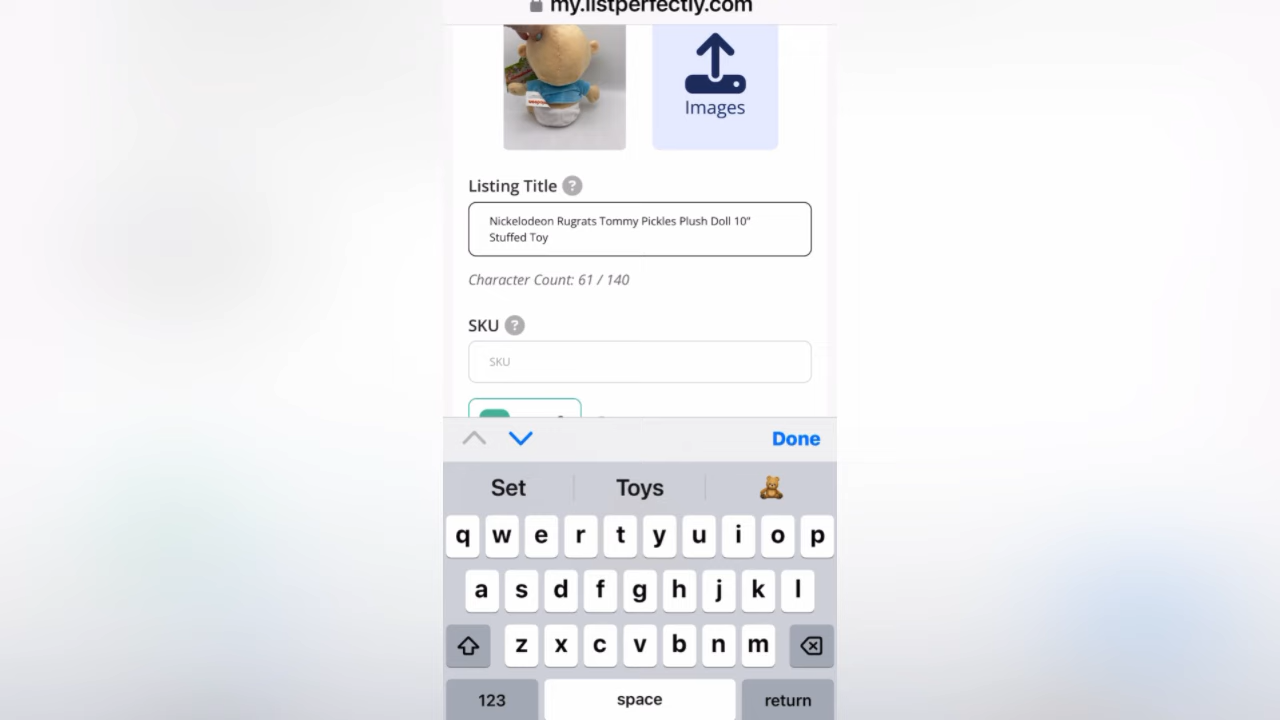 my.listperfectly.com
Images
Listing Title ?
Nickelodeon Rugrats Tommy Pickles Plush Doll 10"
Stuffed Toy
Character Count: 61 / 140
SKU ?
SKU
Done
Set Toys
q w e r t y u i o p
a s d f g h j k l
z x c v b n m
123 space return